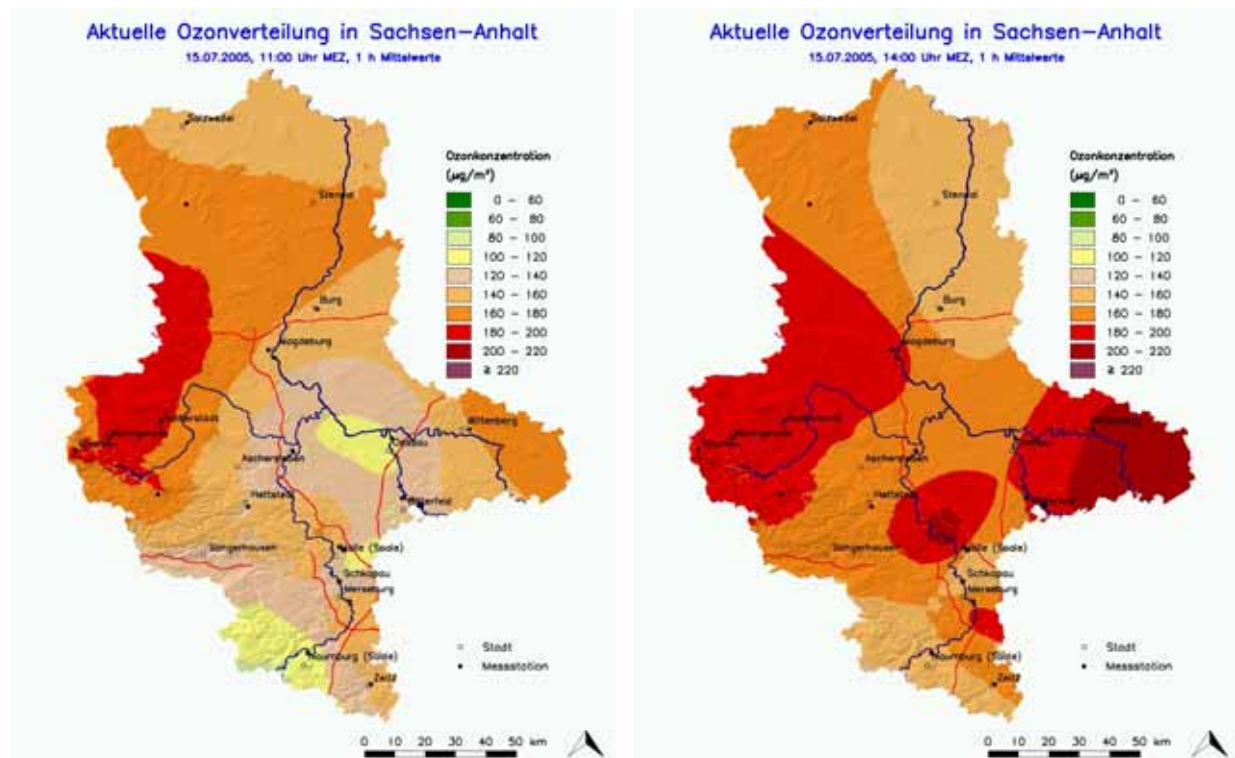 Aktuelle Ozonverteilung in Sachsen-Anhalt
15.07.2005, 11:00 Uhr MEZ, 1 h Mittelwerte
Salzwedel
Ozonkonzentration
(µg/m³)
Stendal
0 - 60
60 - 80
80 - 100
100 - 120
120 - 140
140 - 160
160 - 180
180 - 200
200 - 220
≥ 220
Burg
Magdeburg
Halberstadt
Wernigerode
Wittenberg
Dessau
Aschersleben
Hettstedt
Bitterfeld
Sangerhausen
Halle (Saale)
Schkopau
Merseburg
Naumburg (Saale)
Zeitz
Stadt
Messstation
0 10 20 30 40 50 km
Aktuelle Ozonverteilung in Sachsen-Anhalt
15.07.2005, 14:00 Uhr MEZ, 1 h Mittelwerte
Salzwedel
Ozonkonzentration
(µg/m³)
Stendal
0 - 60
60 - 80
80 - 100
100 - 120
120 - 140
140 - 160
160 - 180
180 - 200
200 - 220
≥ 220
Burg
Magdeburg
Halberstadt
Wernigerode
Wittenberg
Dessau
Aschersleben
Hettstedt
Bitterfeld
Sangerhausen
Halle (Saale)
Schkopau
Merseburg
Naumburg (Saale)
Zeitz
Stadt
Messstation
0 10 20 30 40 50 km